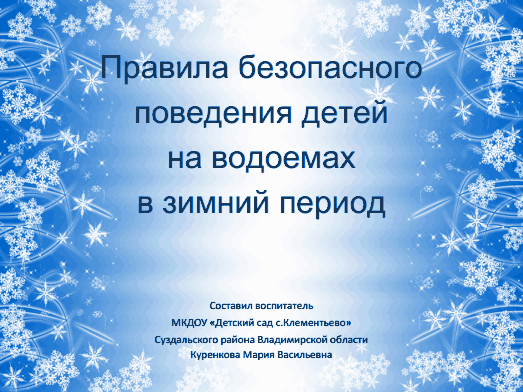 Правила безопасного
поведения детей
на водоемах
в зимний период
Составил воспитатель
МКДОУ «Детский сад с.Клементьево»
Суздальского района Владимирской области
Куренкова Мария Васильевна